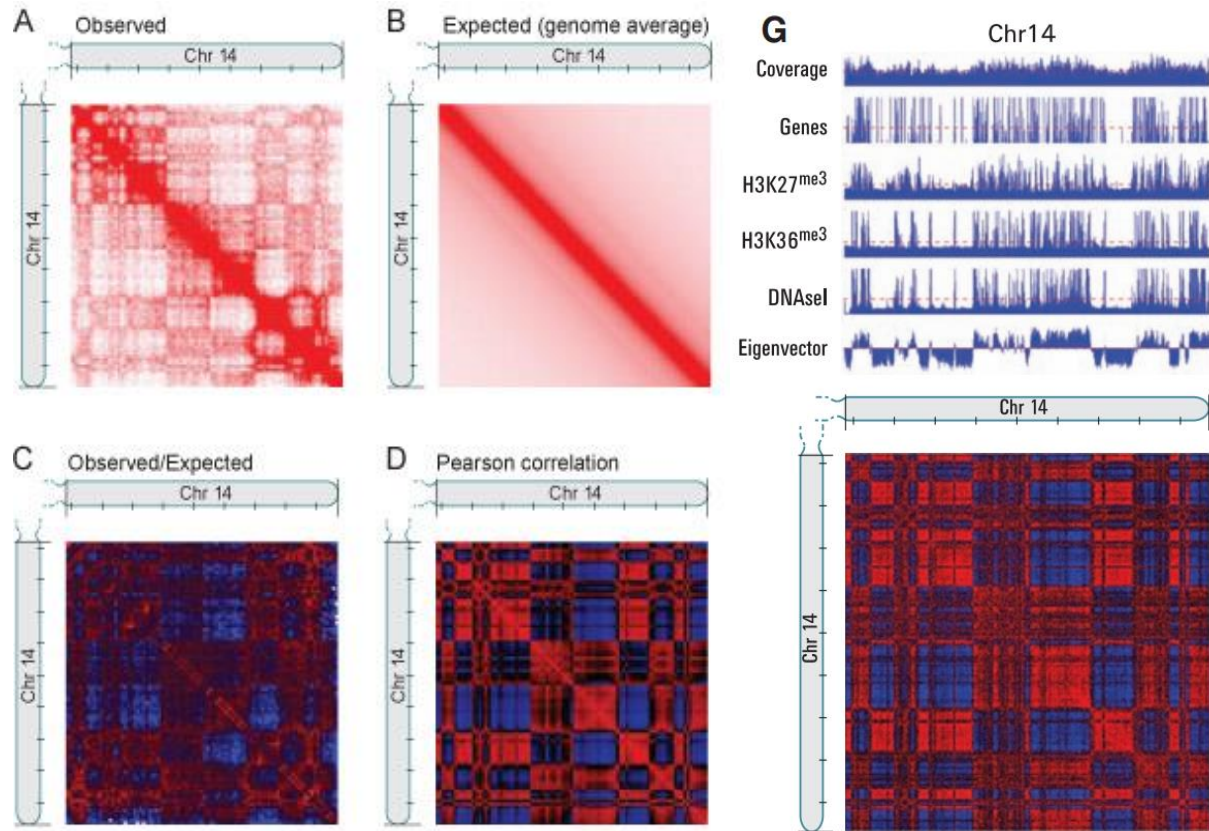 A Observed
Chr 14
Chr 14
B Expected (genome average)
Chr 14
Chr 14
C Observed/Expected
Chr 14
Chr 14
D Pearson correlation
Chr 14
Chr 14
G Chr14
Coverage
Genes
H3K27me3
H3K36me3
DNAseI
Eigenvector
Chr 14
Chr 14